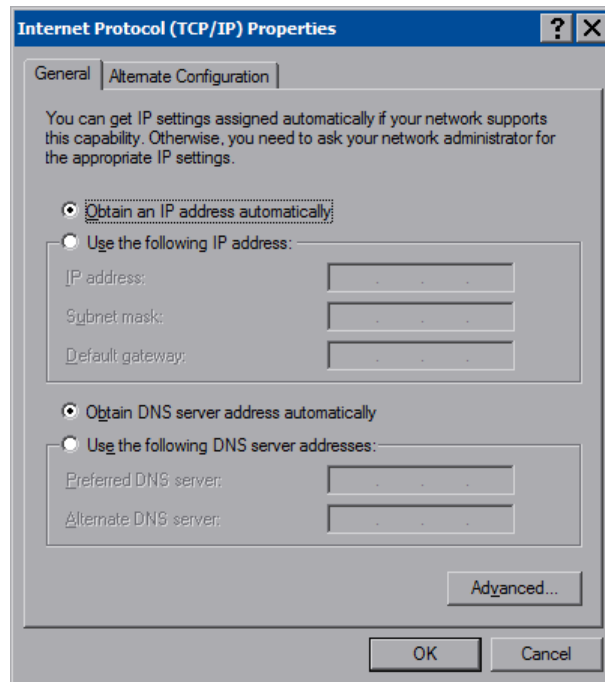 Internet Protocol (TCP/IP) Properties
General
Alternate Configuration
You can get IP settings assigned automatically if your network supports
this capability. Otherwise, you need to ask your network administrator for
the appropriate IP settings.
Obtain an IP address automatically
Use the following IP address:
IP address:
Subnet mask:
Default gateway:
Obtain DNS server address automatically
Use the following DNS server addresses:
Preferred DNS server:
Alternate DNS server:
Advanced...
OK
Cancel